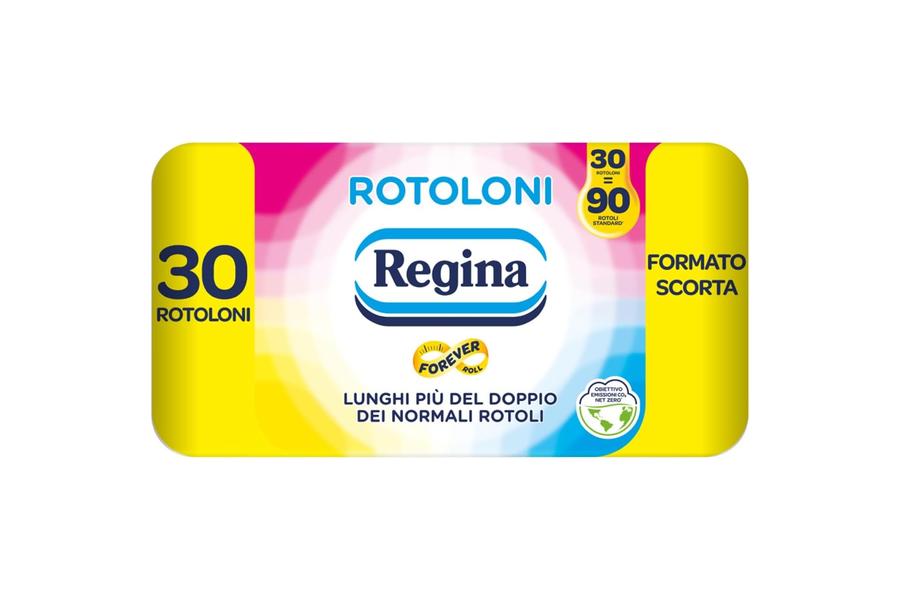 30
ROTOLONI
ROTOLONI
Regina
FOREVER
ROLL
LUNGHI PIÙ DEL DOPPIO
DEI NORMALI ROTOLI
30
ROTOLONI
=
90
ROTOLI
STANDARD*
OBIETTIVO
EMISSIONI CO₂
NET ZERO*
FORMATO
SCORTA